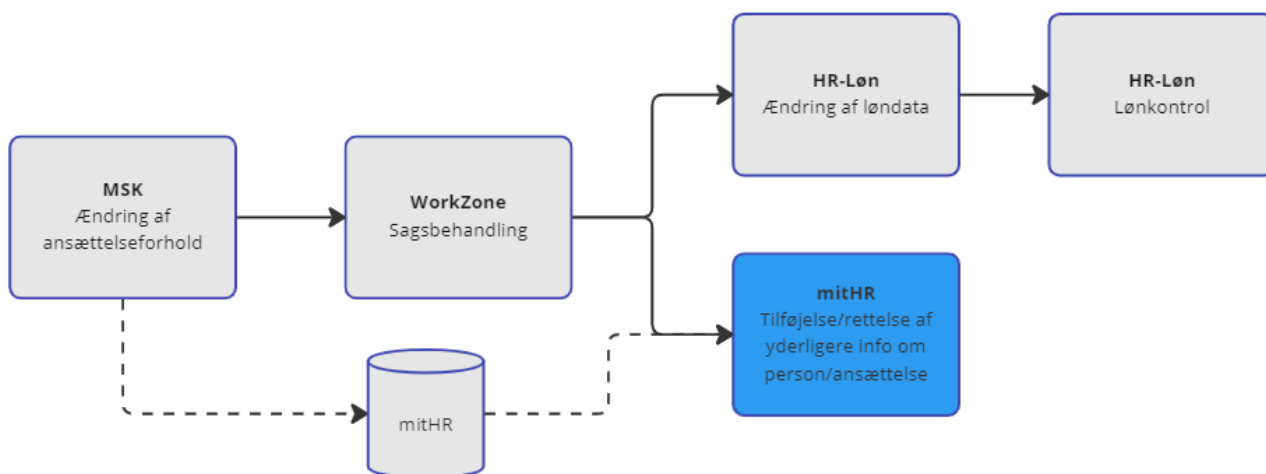 MSK
Ændring af
ansættelseforhold
WorkZone
Sagsbehandling
HR-Løn
Ændring af løndata
HR-Løn
Lønkontrol
mitHR
Tilføjelse/rettelse af
yderligere info om
person/ansættelse
mitHR